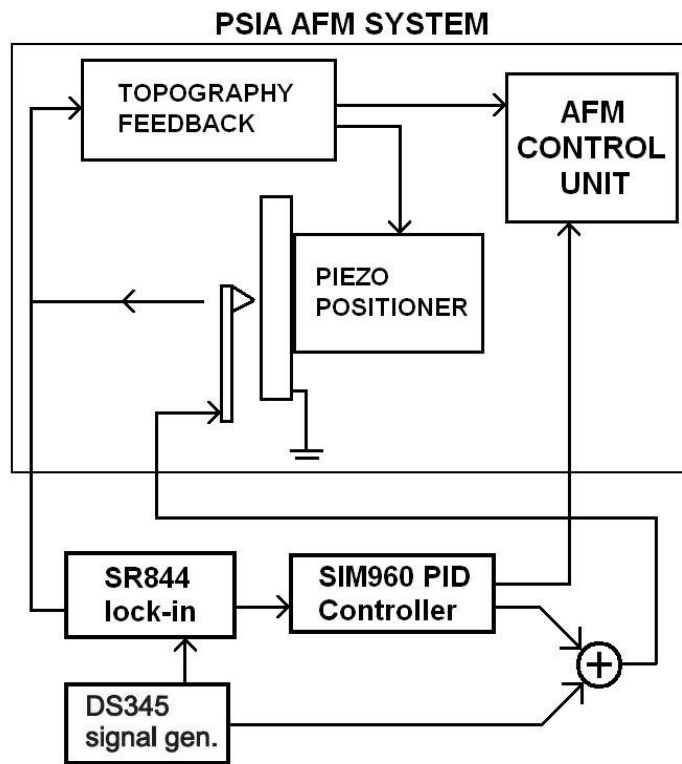 PSIA AFM SYSTEM
TOPOGRAPHY
FEEDBACK
AFM
CONTROL
UNIT
PIEZO
POSITIONER
SR844
lock-in
SIM960 PID
Controller
+
DS345
signal gen.